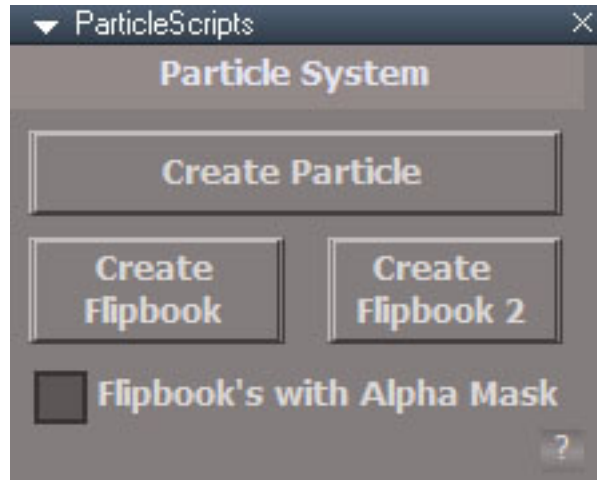 ParticleScripts
Particle System
Create Particle
Create
Flipbook
Create
Flipbook 2
Flipbook's with Alpha Mask
?